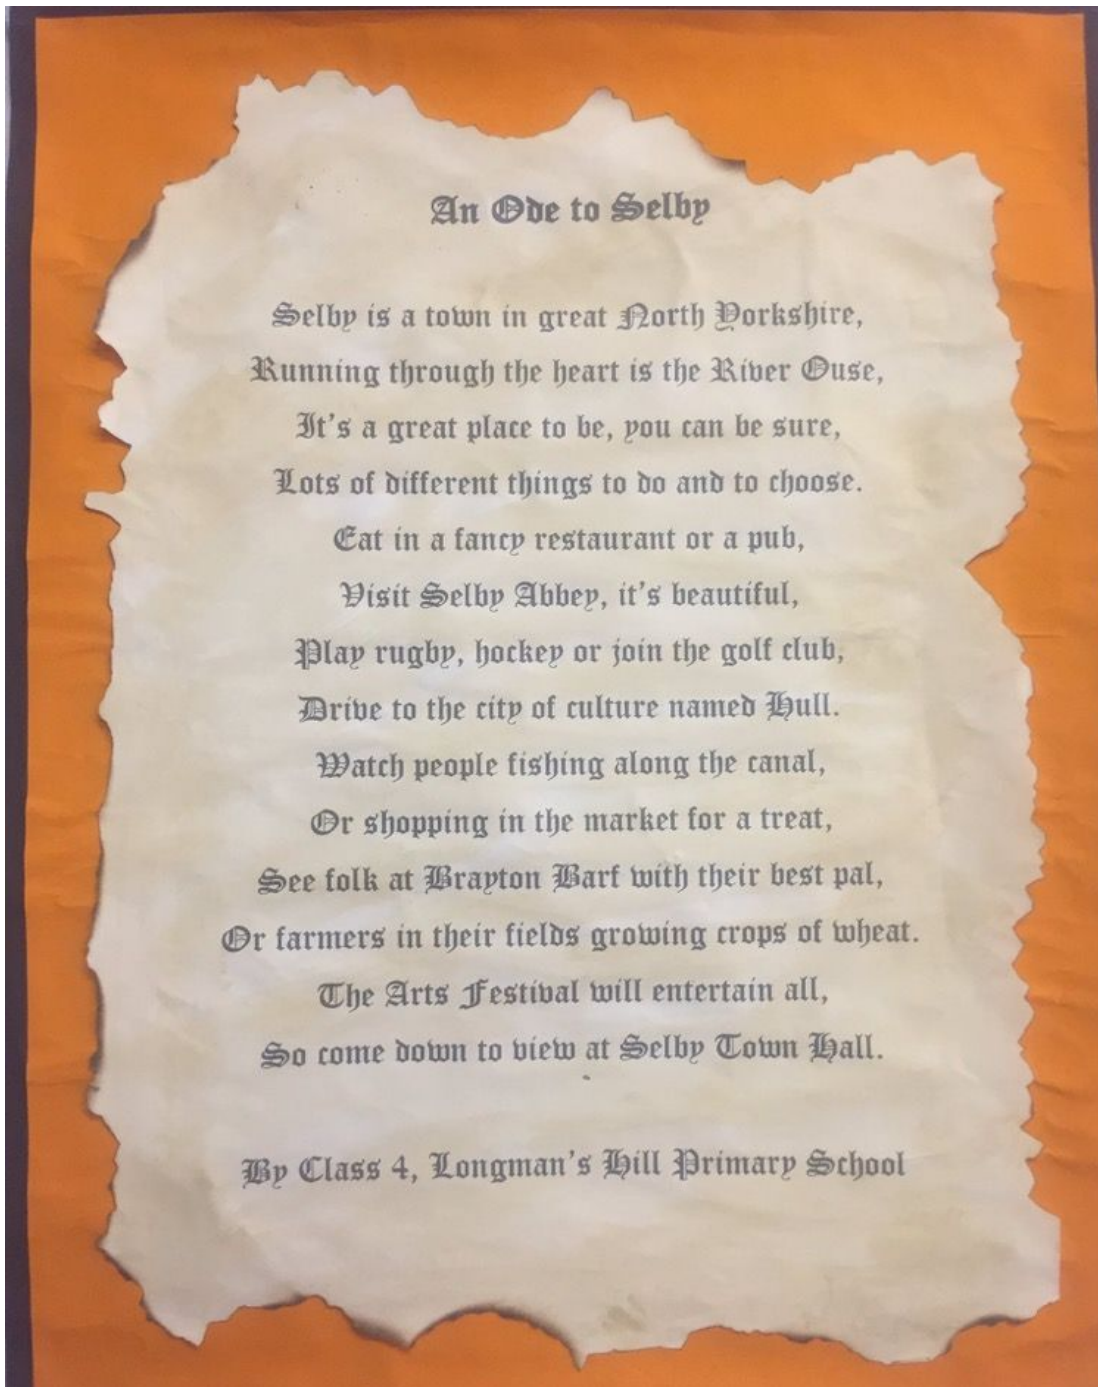 An Ode to Selby
Selby is a town in great North Yorkshire,
Running through the heart is the River Ouse,
It's a great place to be, you can be sure,
Lots of different things to do and to choose.
Eat in a fancy restaurant or a pub,
Visit Selby Abbey, it's beautiful,
Play rugby, hockey or join the golf club,
Drive to the city of culture named Hull.
Watch people fishing along the canal,
Or shopping in the market for a treat,
See folk at Brayton Barf with their best pal,
Or farmers in their fields growing crops of wheat.
The Arts Festival will entertain all,
So come down to view at Selby Town Hall.
By Class 4, Longman's Hill Primary School